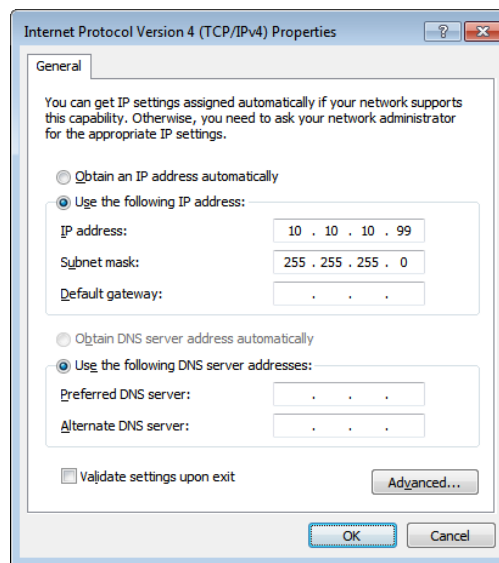 Internet Protocol Version 4 (TCP/IPv4) Properties
?
General
You can get IP settings assigned automatically if your network supports
this capability. Otherwise, you need to ask your network administrator
for the appropriate IP settings.
Obtain an IP address automatically
Use the following IP address:
IP address: 10 . 10 . 10 . 99
Subnet mask: 255 . 255 . 255 . 0
Default gateway: . . .
Obtain DNS server address automatically
Use the following DNS server addresses:
Preferred DNS server: . . .
Alternate DNS server: . . .
Validate settings upon exit
Advanced...
OK Cancel